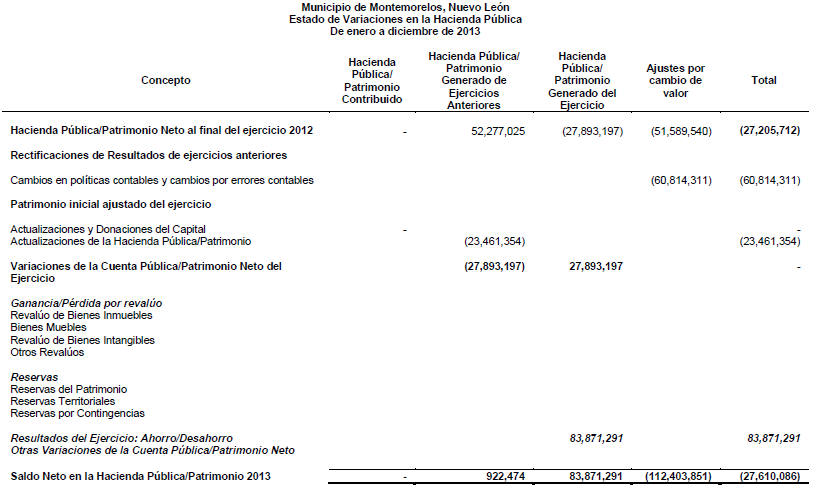 Municipio de Montemorelos, Nuevo León
Estado de Variaciones en la Hacienda Pública
De enero a diciembre de 2013
Concepto
Hacienda
Pública/
Patrimonio
Contribuido
Hacienda Pública/
Patrimonio
Generado de
Ejercicios
Anteriores
Hacienda
Pública/
Patrimonio
Generado del
Ejercicio
Ajustes por
cambio de
valor
Total
Hacienda Pública/Patrimonio Neto al final del ejercicio 2012 - 52,277,025 (27,893,197) (51,589,540) (27,205,712)
Rectificaciones de Resultados de ejercicios anteriores
Cambios en políticas contables y cambios por errores contables (60,814,311) (60,814,311)
Patrimonio inicial ajustado del ejercicio
Actualizaciones y Donaciones del Capital - -
Actualizaciones de la Hacienda Pública/Patrimonio (23,461,354) (23,461,354)
Variaciones de la Cuenta Pública/Patrimonio Neto del (27,893,197) 27,893,197 -
Ejercicio
Ganancia/Pérdida por revalúo
Revalúo de Bienes Inmuebles
Bienes Muebles
Revalúo de Bienes Intangibles
Otros Revalúos
Reservas
Reservas del Patrimonio
Reservas Territoriales
Reservas por Contingencias
Resultados del Ejercicio: Ahorro/Desahorro 83,871,291 83,871,291
Otras Variaciones de la Cuenta Pública/Patrimonio Neto
Saldo Neto en la Hacienda Pública/Patrimonio 2013 - 922,474 83,871,291 (112,403,851) (27,610,086)